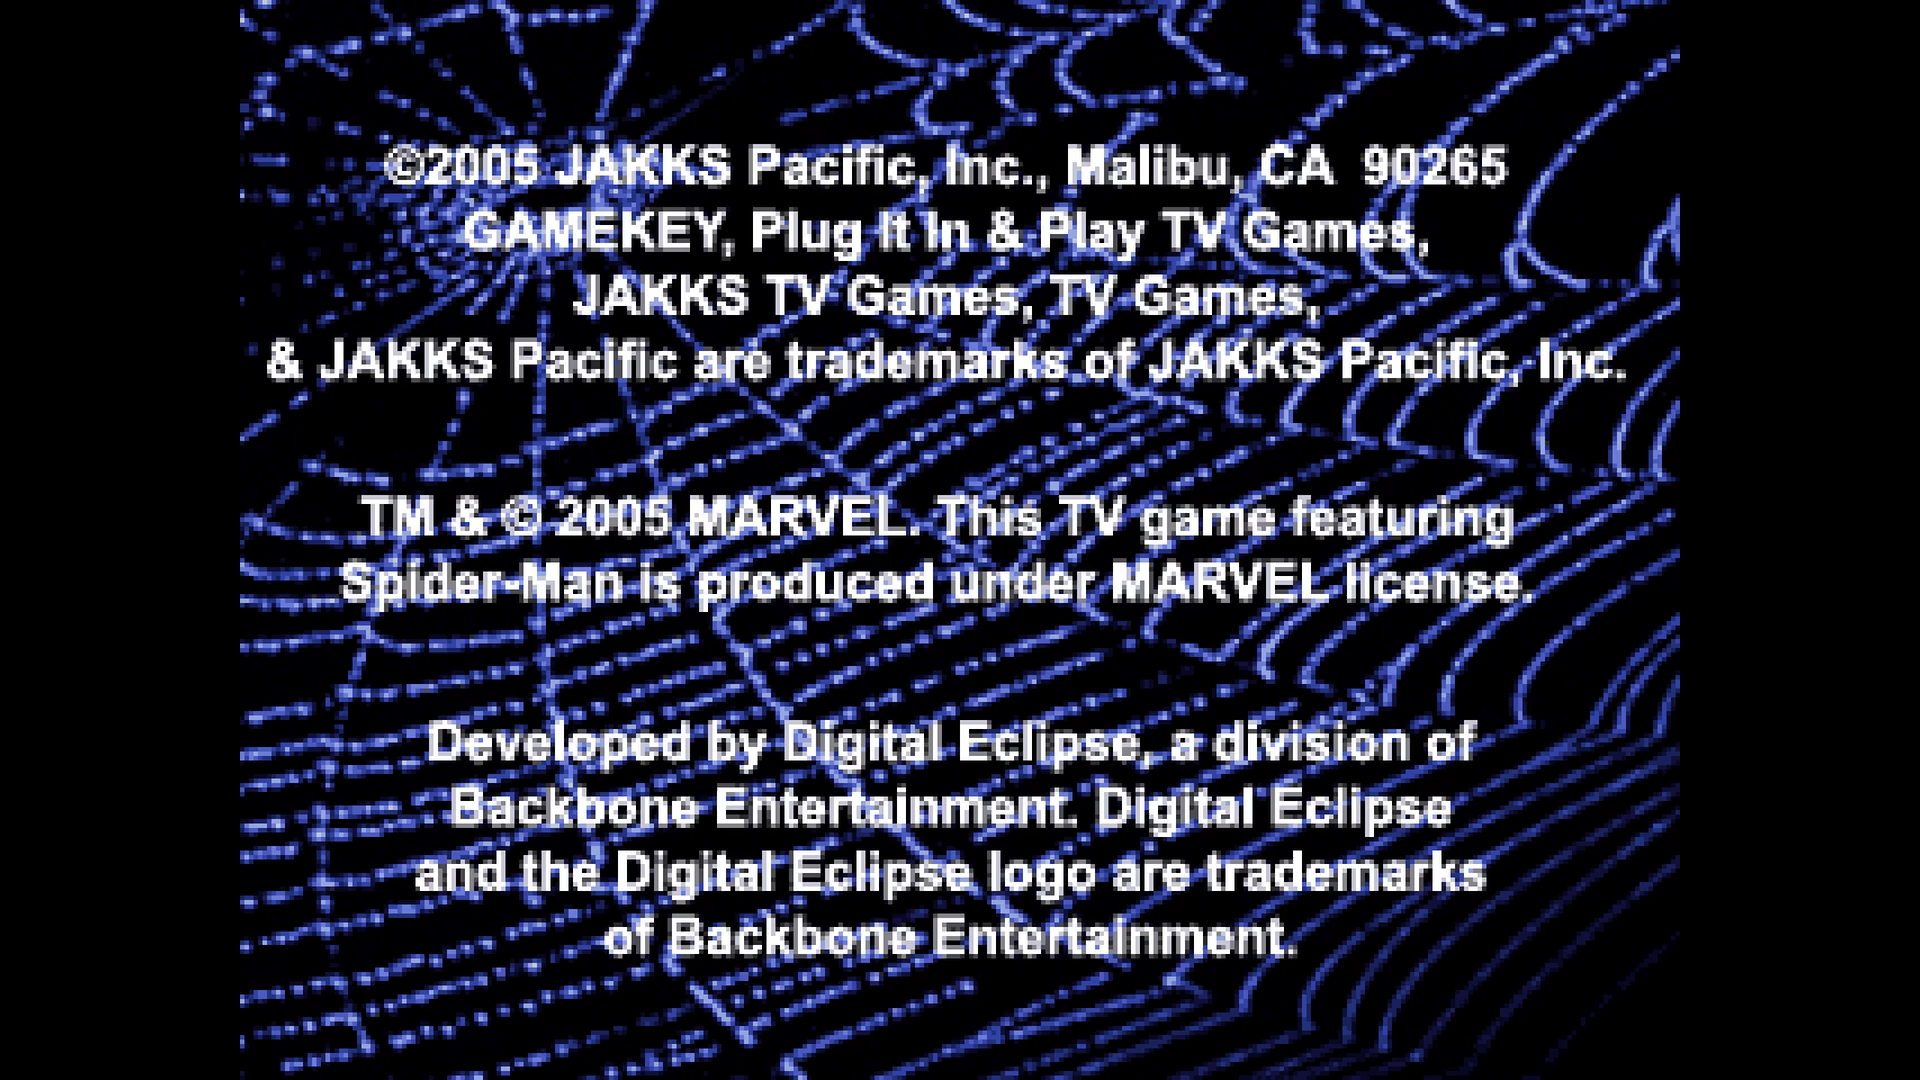 ©2005 JAKKS Pacific, Inc., Malibu, CA 90265
GAMEKEY, Plug It In & Play TV Games,
JAKKS TV Games, TV Games,
& JAKKS Pacific are trademarks of JAKKS Pacific, Inc.
TM & © 2005 MARVEL. This TV game featuring
Spider-Man is produced under MARVEL license.
Developed by Digital Eclipse, a division of
Backbone Entertainment. Digital Eclipse
and the Digital Eclipse logo are trademarks
of Backbone Entertainment.